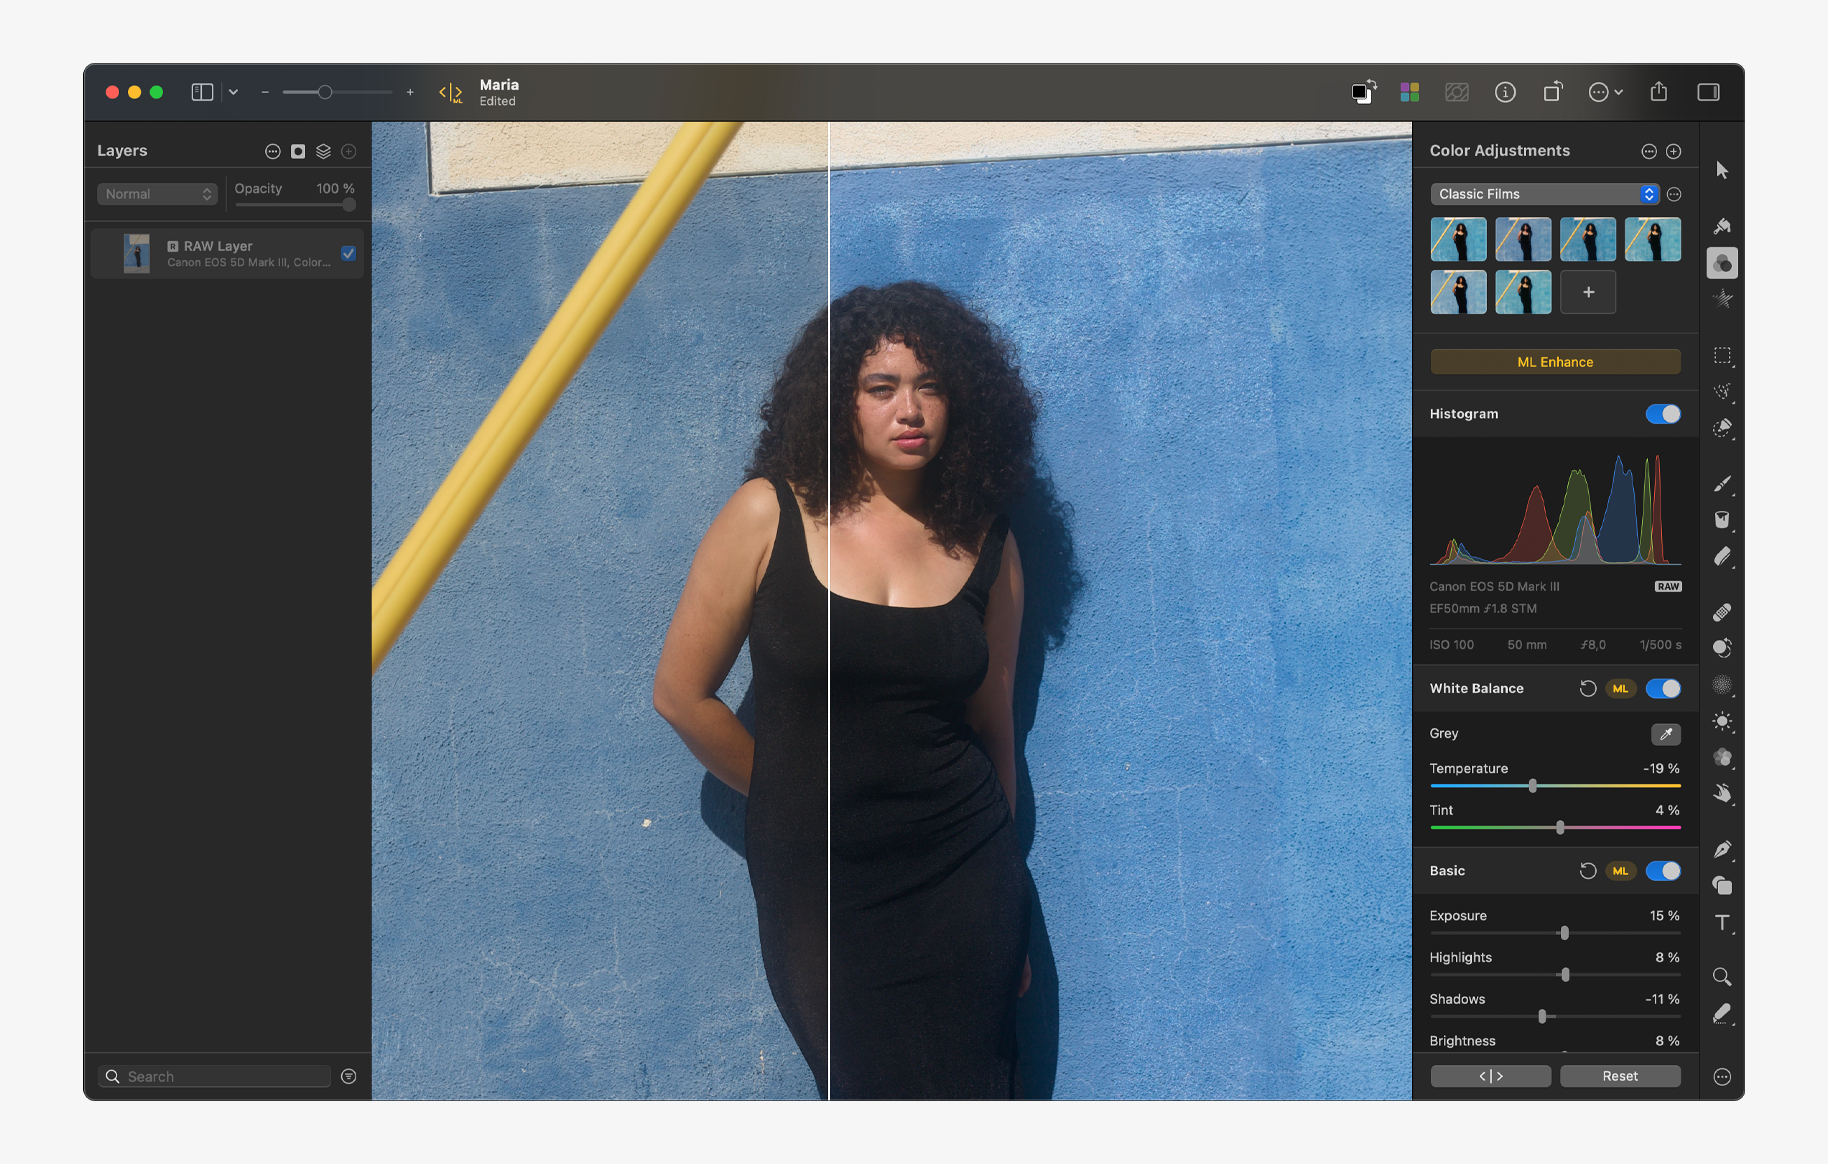 Maria
Edited
ML
Layers
Normal
Opacity 100 %
R RAW Layer
Canon EOS 5D Mark III, Color...
Search
Color Adjustments
Classic Films
ML Enhance
Histogram
Canon EOS 5D Mark III RAW
EF50mm ƒ1.8 STM
ISO 100 50 mm ƒ8,0 1/500 s
White Balance ML
Grey
Temperature -19 %
Tint 4 %
Basic ML
Exposure 15 %
Highlights 8 %
Shadows -11 %
Brightness 8 %
Reset